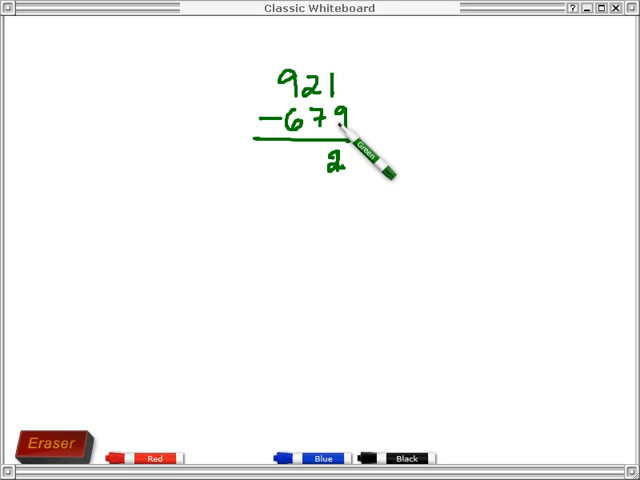 Classic Whiteboard
921
-679
2
Green
Eraser
Red
Blue
Black